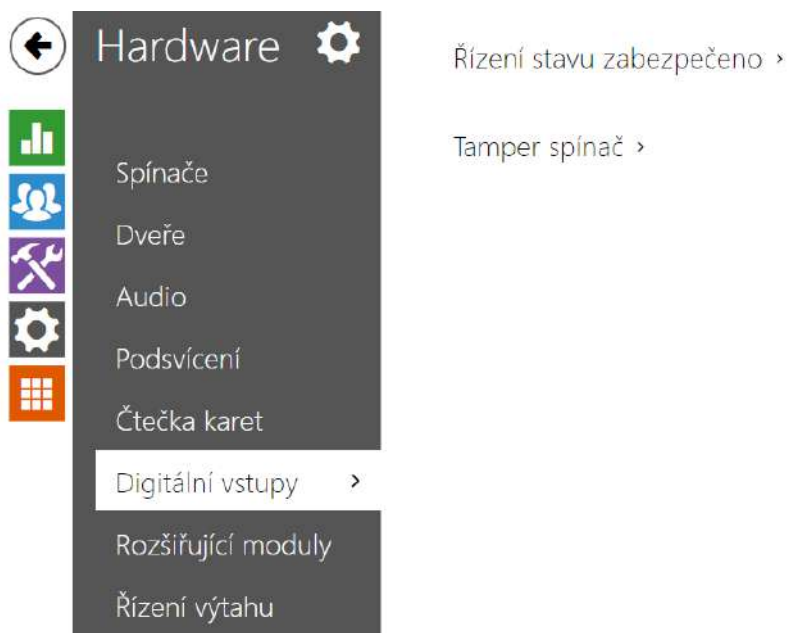 Hardware
Spínače
Dveře
Audio
Podsvícení
Čtečka karet
Digitální vstupy
Rozšiřující moduly
Řízení výtahu
Řízení stavu zabezpečeno
Tamper spínač